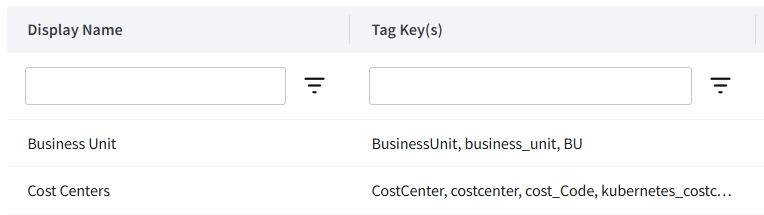 Display Name Tag Key(s)
Business Unit BusinessUnit, business_unit, BU
Cost Centers CostCenter, costcenter, cost_Code, kubernetes_costc...